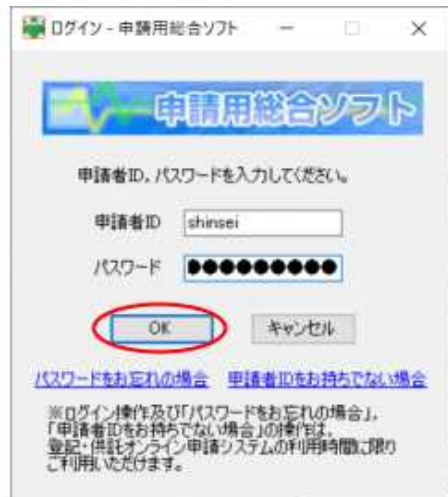 ログイン - 申請用総合ソフト
申請用総合ソフト
申請者ID、パスワードを入力してください。
申請者ID shinsei
パスワード ●●●●●●●●●
OK キャンセル
パスワードをお忘れの場合 申請者IDをお持ちでない場合
※ログイン操作及び「パスワードをお忘れの場合」、
「申請者IDをお持ちでない場合」の操作は、
登記・供託オンライン申請システムの利用時間に限り
ご利用いただけます。